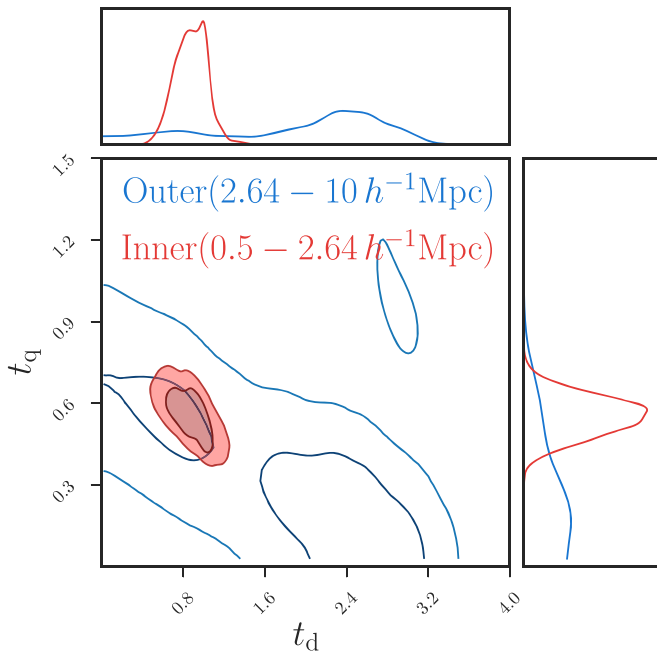 Outer(2.64 − 10 h⁻¹Mpc)
Inner(0.5 − 2.64 h⁻¹Mpc)
1.5
1.2
0.9
0.6
0.3
t_q
0.8 1.6 2.4 3.2 4.0
t_d